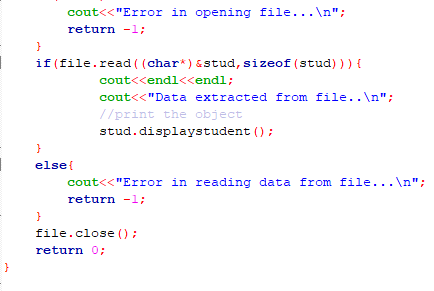 cout<<"Error in opening file...\n";
return -1;
}
if(file.read((char*)&stud,sizeof(stud))){
cout<<endl<<endl;
cout<<"Data extracted from file..\n";
//print the object
stud.displaystudent();
}
else{
cout<<"Error in reading data from file...\n";
return -1;
}
file.close();
return 0;
}